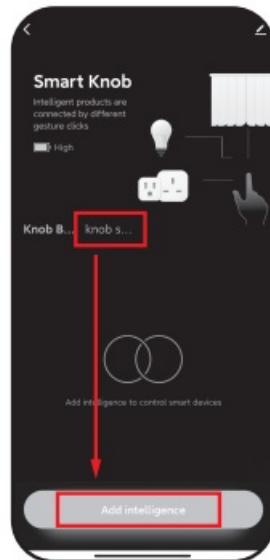 Smart Knob
Intelligent products are
connected by different
gesture clicks
High
Knob B... knob s...
Add intelligence to control smart devices
Add intelligence